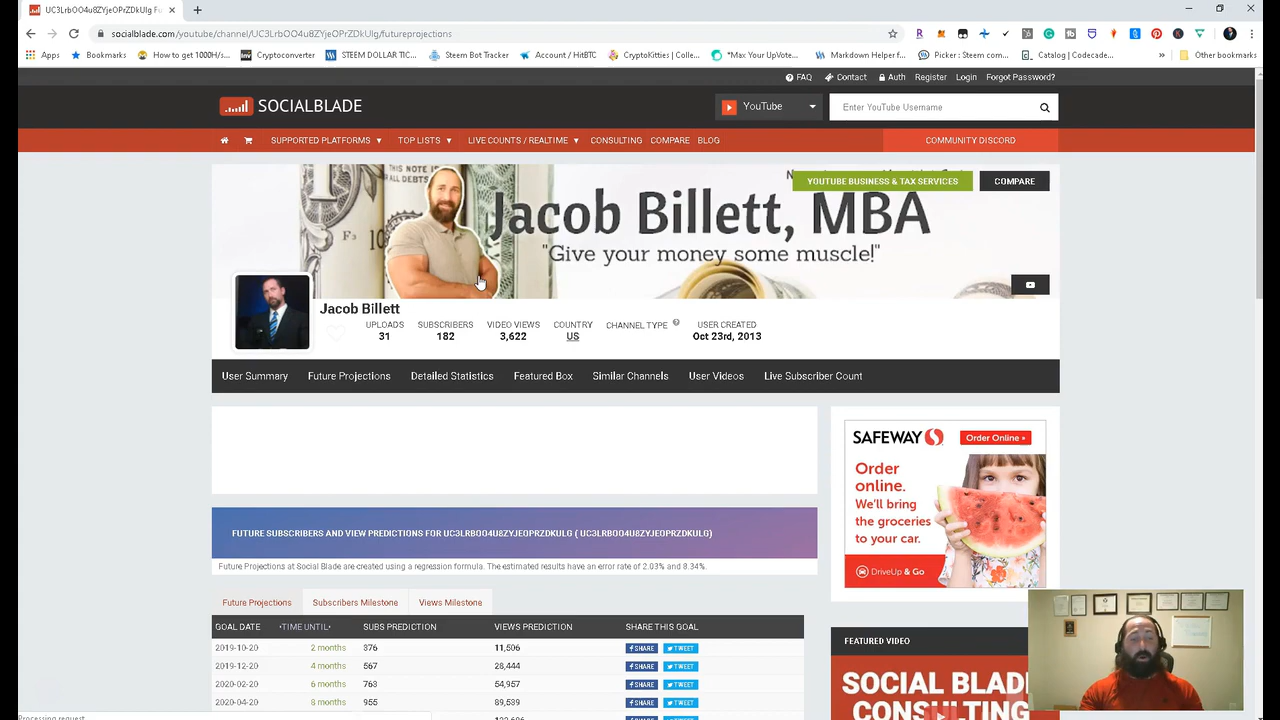 UC3LrbOO4u8ZYjeOPrZDkUlg Fu
socialblade.com/youtube/channel/UC3LrbOO4u8ZYjeOPrZDkUlg/futureprojections
Apps Bookmarks How to get 1000H/s... Cryptoconverter STEEM DOLLAR TIC... Steem Bot Tracker Account / HitBTC CryptoKitties | Colle... *Max Your UpVote... Markdown Helper f... Picker : Steem com... Catalog | Codecade... » Other bookmarks
FAQ Contact Auth Register Login Forgot Password?
SOCIALBLADE YouTube Enter YouTube Username
SUPPORTED PLATFORMS TOP LISTS LIVE COUNTS / REALTIME CONSULTING COMPARE BLOG COMMUNITY DISCORD
THIS NOTE
ALL DEBTS,
YOUTUBE BUSINESS & TAX SERVICES COMPARE
Jacob Billett, MBA
"Give your money some muscle!"
Jacob Billett
UPLOADS SUBSCRIBERS VIDEO VIEWS COUNTRY CHANNEL TYPE USER CREATED
31 182 3,622 US Oct 23rd, 2013
User Summary Future Projections Detailed Statistics Featured Box Similar Channels User Videos Live Subscriber Count
FUTURE SUBSCRIBERS AND VIEW PREDICTIONS FOR UC3LRBOO4U8ZYJEOPRZDKULG ( UC3LRBOO4U8ZYJEOPRZDKULG)
Future Projections at Social Blade are created using a regression formula. The estimated results have an error rate of 2.03% and 8.34%.
Future Projections Subscribers Milestone Views Milestone
GOAL DATE •TIME UNTIL• SUBS PREDICTION VIEWS PREDICTION SHARE THIS GOAL
2019-10-20 2 months 376 11,506 SHARE TWEET
2019-12-20 4 months 567 28,444 SHARE TWEET
2020-02-20 6 months 763 54,957 SHARE TWEET
2020-04-20 8 months 955 89,539 SHARE TWEET
SHARE TWEET
Processing request
SAFEWAY Order Online »
Order
online.
We'll bring
the groceries
to your car.
DriveUp & Go
FEATURED VIDEO
SOCIAL BLADE
CONSULTING